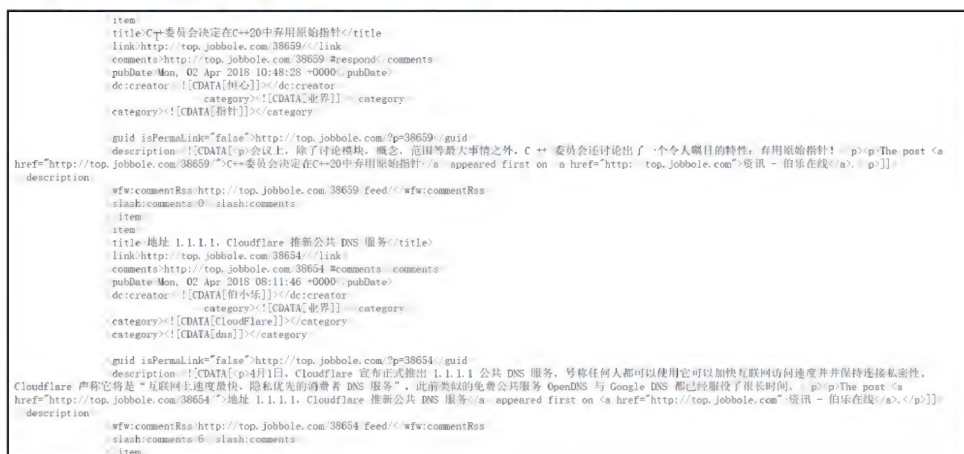 item
title>C++委员会决定在C++20中弃用原始指针</title
link>http://top.jobbole.com/38659/</link
comments>http://top.jobbole.com/38659 #respond</comments
pubDate Mon, 02 Apr 2018 10:48:28 +0000</pubDate>
dc:creator ![CDATA[恒心]]></dc:creator
category><![CDATA[业界]] category
category><![CDATA[指针]]></category

guid isPermaLink="false">http://top.jobbole.com/?p=38659</guid
description ![CDATA[<p>会议上，除了讨论模块、概念、范围等最大事情之外，C ++ 委员会还讨论出了一个令人瞩目的特性：弃用原始指针！ p><p>The post <a
href="http://top.jobbole.com/38659/">C++委员会决定在C++20中弃用原始指针</a appeared first on a href="http: top.jobbole.com">资讯 - 伯乐在线</a>. p>]]
description
wfw:commentRss http://top.jobbole.com/38659 feed/</wfw:commentRss
slash:comments 0 slash:comments
item
item
title 地址 1.1.1.1，Cloudflare 推新公共 DNS 服务</title>
link>http://top.jobbole.com/38654/</link
comments>http://top.jobbole.com/38654 #comments comments
pubDate Mon, 02 Apr 2018 08:11:46 +0000</pubDate>
dc:creator ![CDATA[伯小乐]]></dc:creator
category><![CDATA[业界]] category
category><![CDATA[CloudFlare]]></category
category><![CDATA[dns]]></category

guid isPermaLink="false">http://top.jobbole.com/?p=38654</guid
description ![CDATA[<p>4月1日，Cloudflare 宣布正式推出 1.1.1.1 公共 DNS 服务，号称任何人都可以使用它可以加快互联网访问速度并并保持连接私密性。
Cloudflare 声称它将是“互联网上速度最快，隐私优先的消费者 DNS 服务”，此前类似的免费公共服务 OpenDNS 与 Google DNS 都已经服役了很长时间。 p><p>The post <a
href="http://top.jobbole.com/38654/">地址 1.1.1.1，Cloudflare 推新公共 DNS 服务</a appeared first on <a href="http://top.jobbole.com" 资讯 - 伯乐在线</a>.</p>]]
description
wfw:commentRss http://top.jobbole.com/38654 feed/</wfw:commentRss
slash:comments 6 slash:comments
item